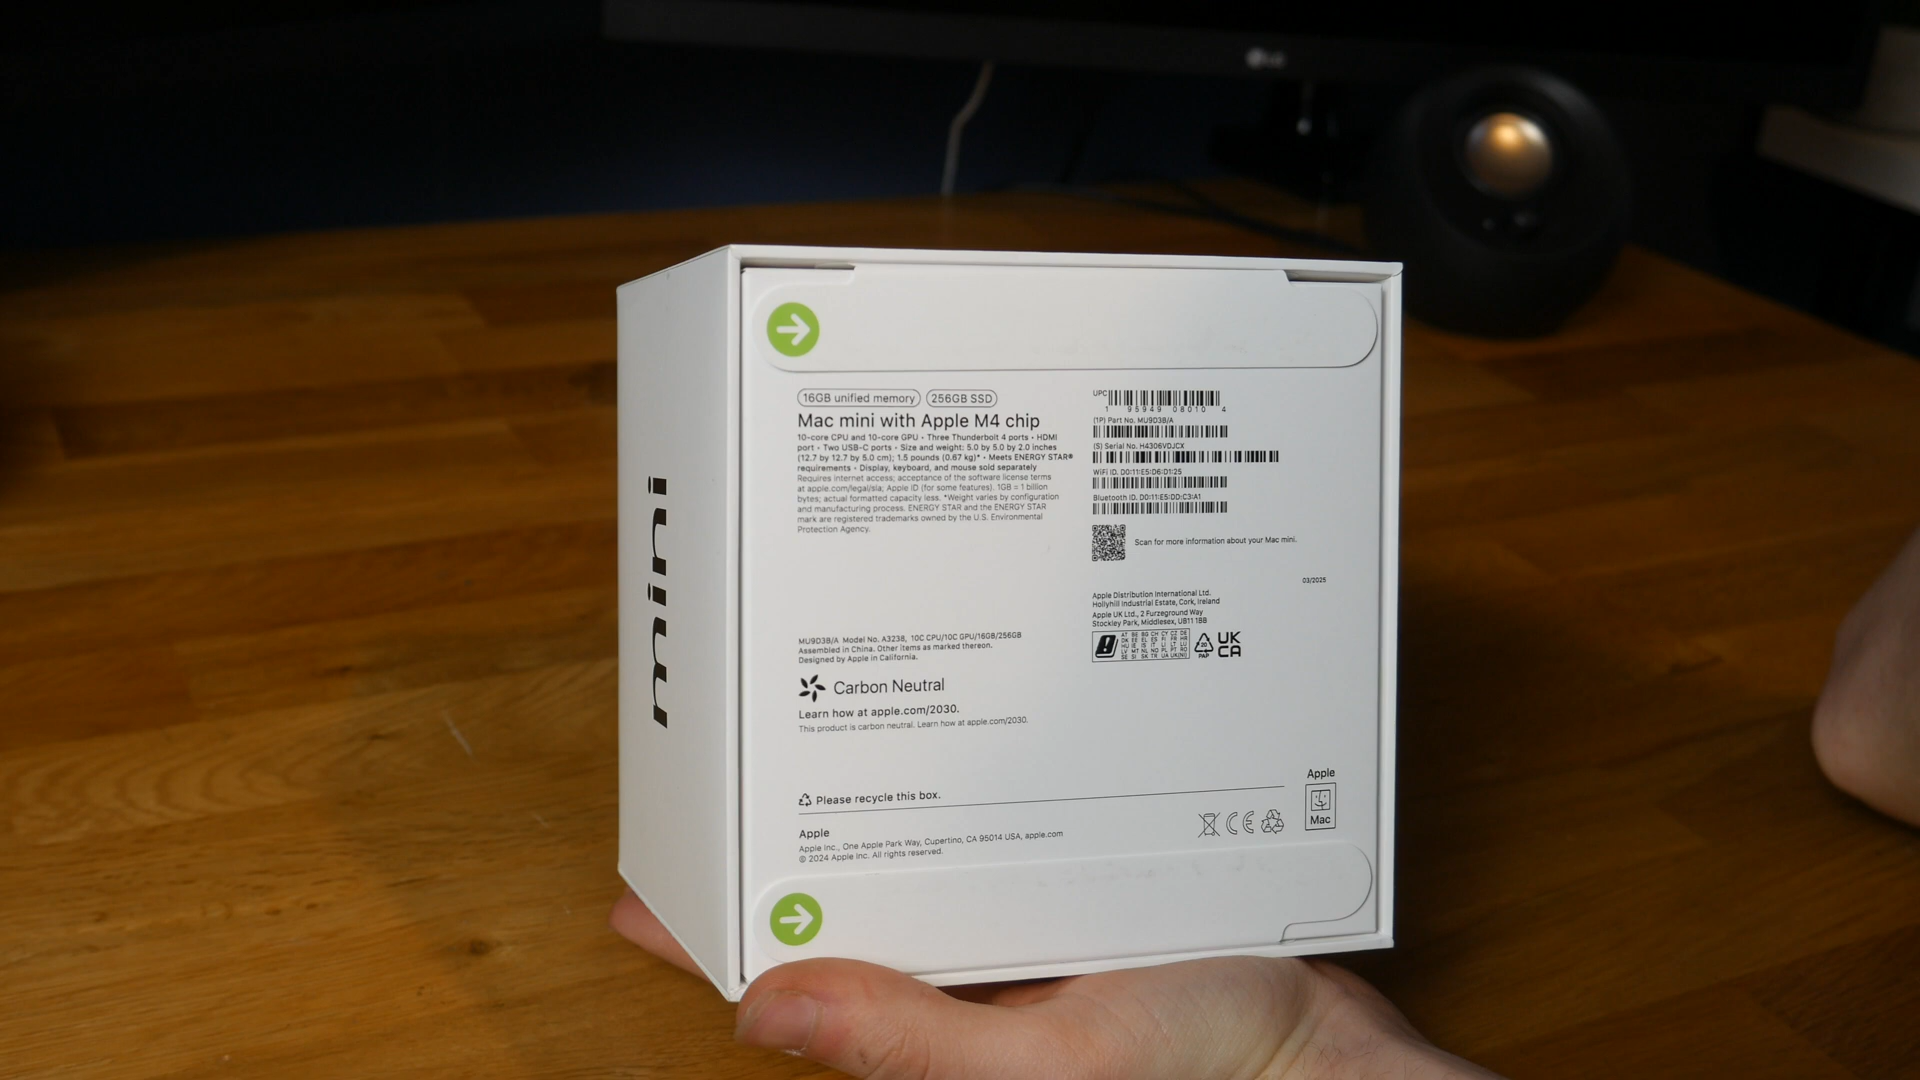 LG
mini
16GB unified memory 256GB SSD
Mac mini with Apple M4 chip
10-core CPU and 10-core GPU • Three Thunderbolt 4 ports • HDMI
port • Two USB-C ports • Size and weight: 5.0 by 5.0 by 2.0 inches
(12.7 by 12.7 by 5.0 cm); 1.5 pounds (0.67 kg)* • Meets ENERGY STAR®
requirements • Display, keyboard, and mouse sold separately
Requires internet access; acceptance of the software license terms
at apple.com/legal/sla; Apple ID (for some features). 1GB = 1 billion
bytes; actual formatted capacity less. *Weight varies by configuration
and manufacturing process. ENERGY STAR and the ENERGY STAR
mark are registered trademarks owned by the U.S. Environmental
Protection Agency.
UPC
1 95949 08010 4
(1P) Part No. MU9D3B/A
(S) Serial No. H4306VDJCX
WiFi ID. D0:11:E5:D6:D1:25
Bluetooth ID. D0:11:E5:DD:C3:A1
Scan for more information about your Mac mini.
03/2025
Apple Distribution International Ltd.
Hollyhill Industrial Estate, Cork, Ireland
Apple UK Ltd., 2 Furzeground Way
Stockley Park, Middlesex, UB11 1BB
20
PAP
UK
CA
MU9D3B/A Model No. A3238, 10C CPU/10C GPU/16GB/256GB
Assembled in China. Other items as marked thereon.
Designed by Apple in California.
Carbon Neutral
Learn how at apple.com/2030.
This product is carbon neutral. Learn how at apple.com/2030.
Please recycle this box.
Apple
Apple Inc., One Apple Park Way, Cupertino, CA 95014 USA, apple.com
© 2024 Apple Inc. All rights reserved.
CE
Apple
Mac